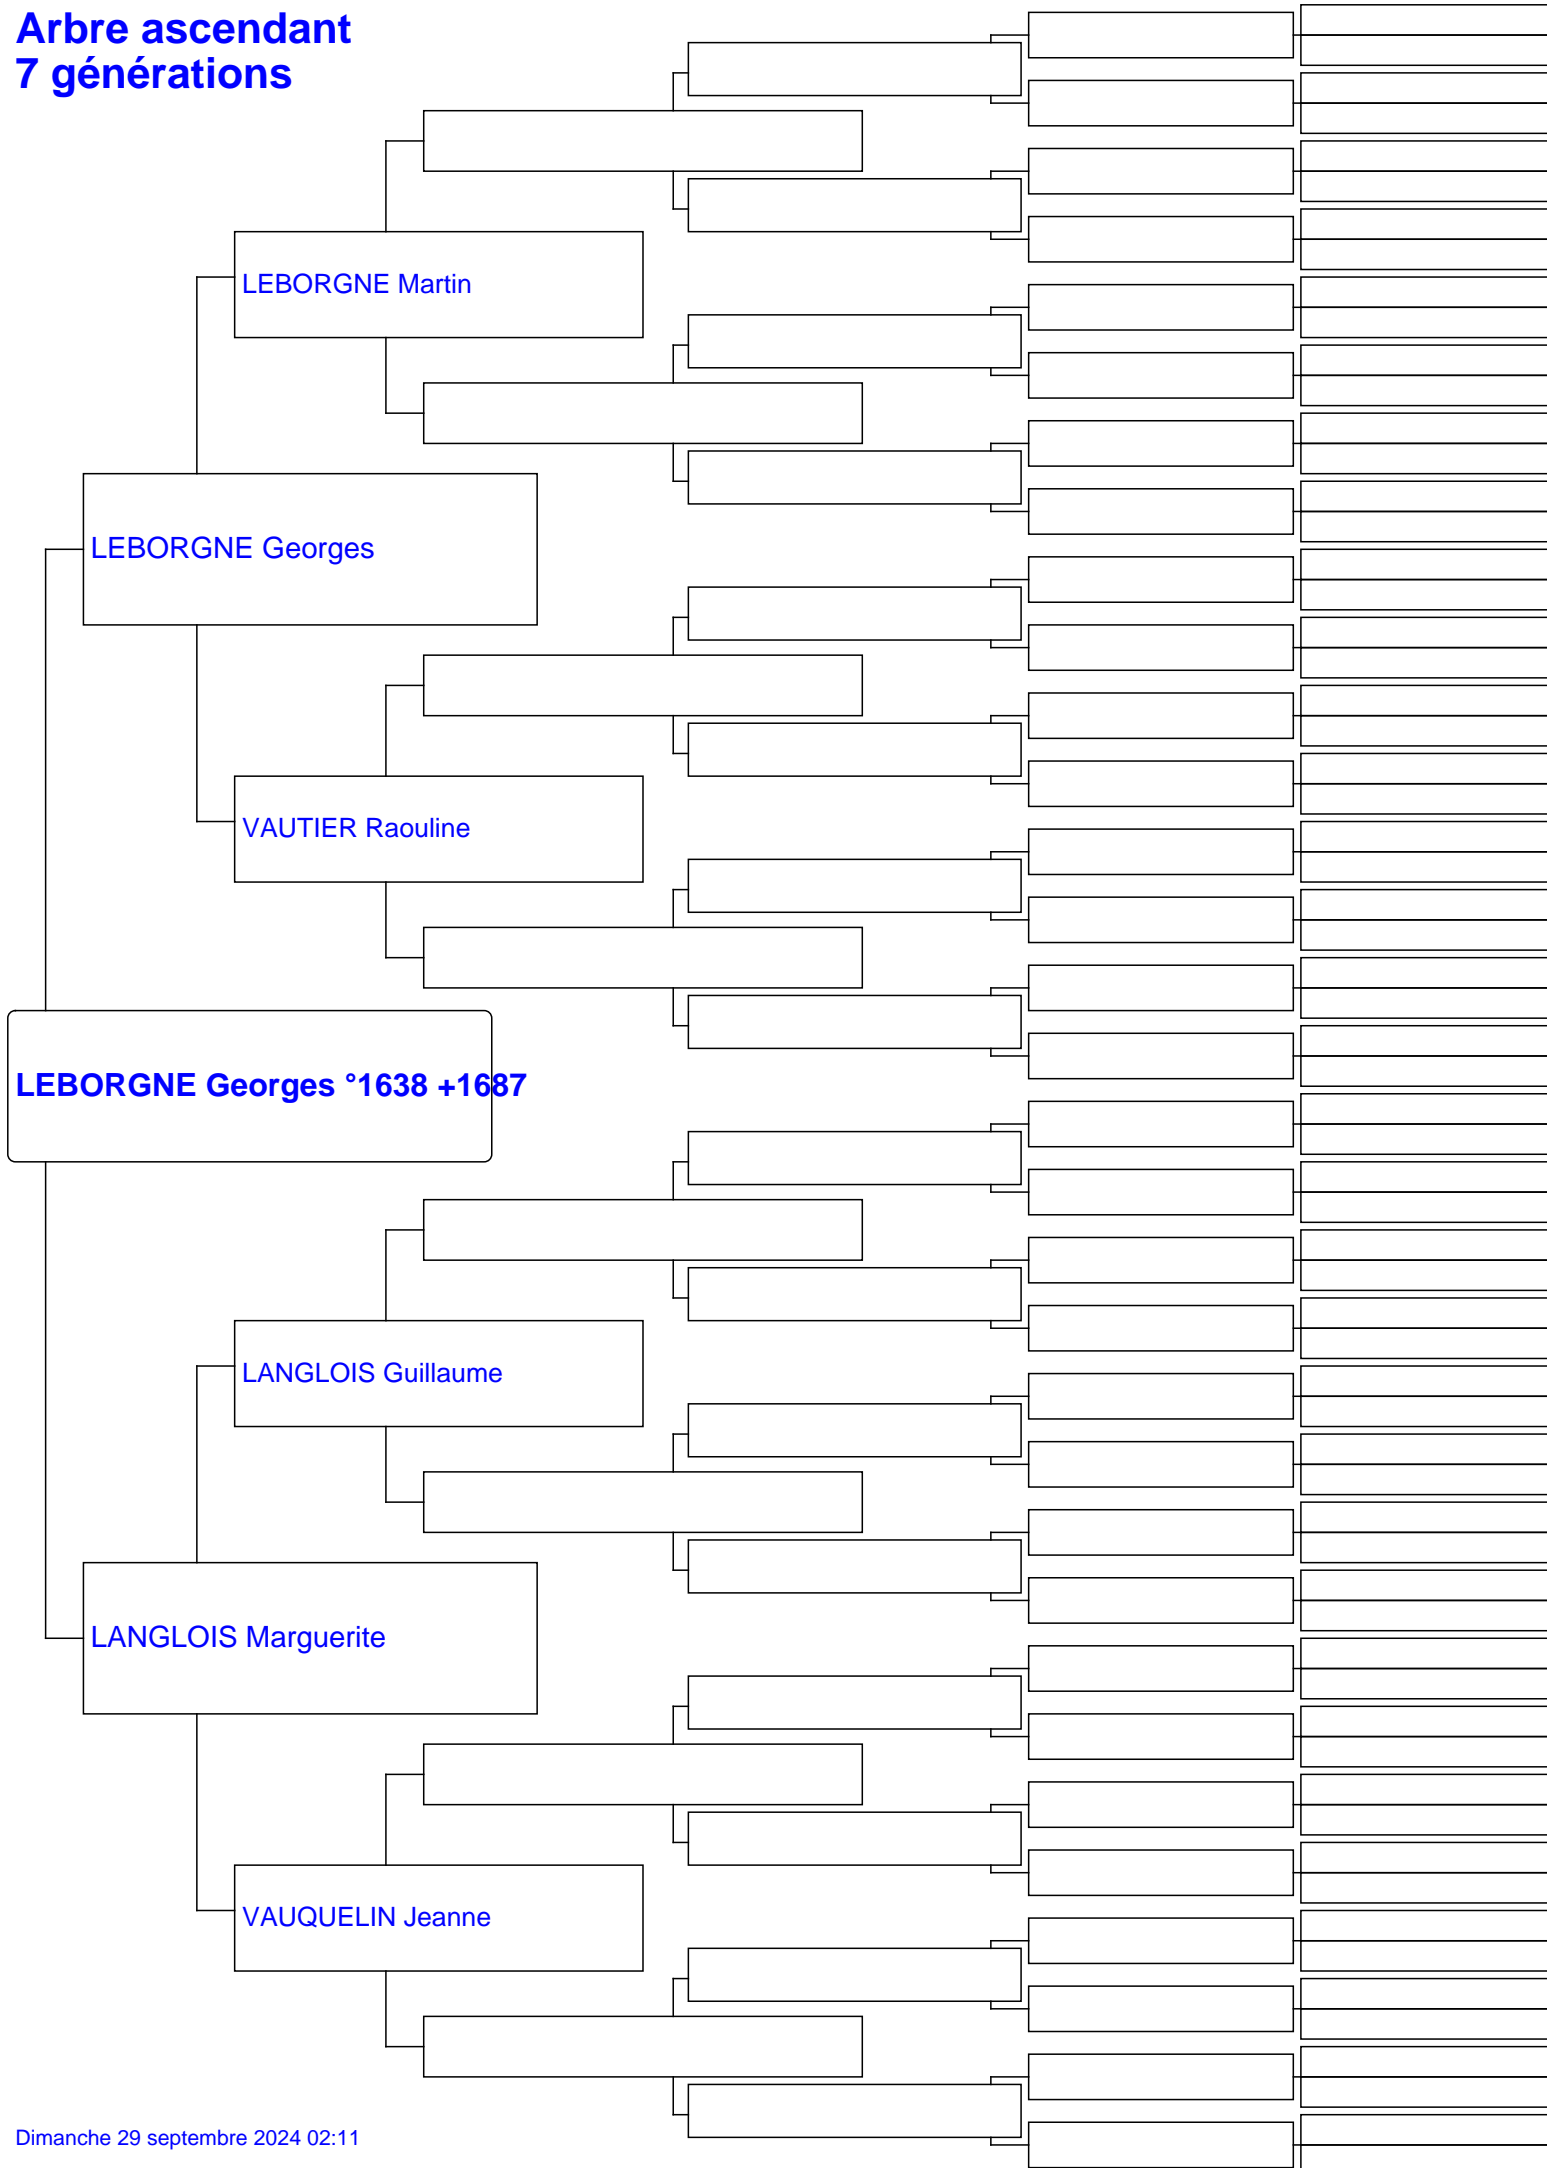 Arbre ascendant
7 générations
LEBORGNE Martin
LEBORGNE Georges
VAUTIER Raouline
LEBORGNE Georges °1638 +1687
LANGLOIS Guillaume
LANGLOIS Marguerite
VAUQUELIN Jeanne
Dimanche 29 septembre 2024 02:11